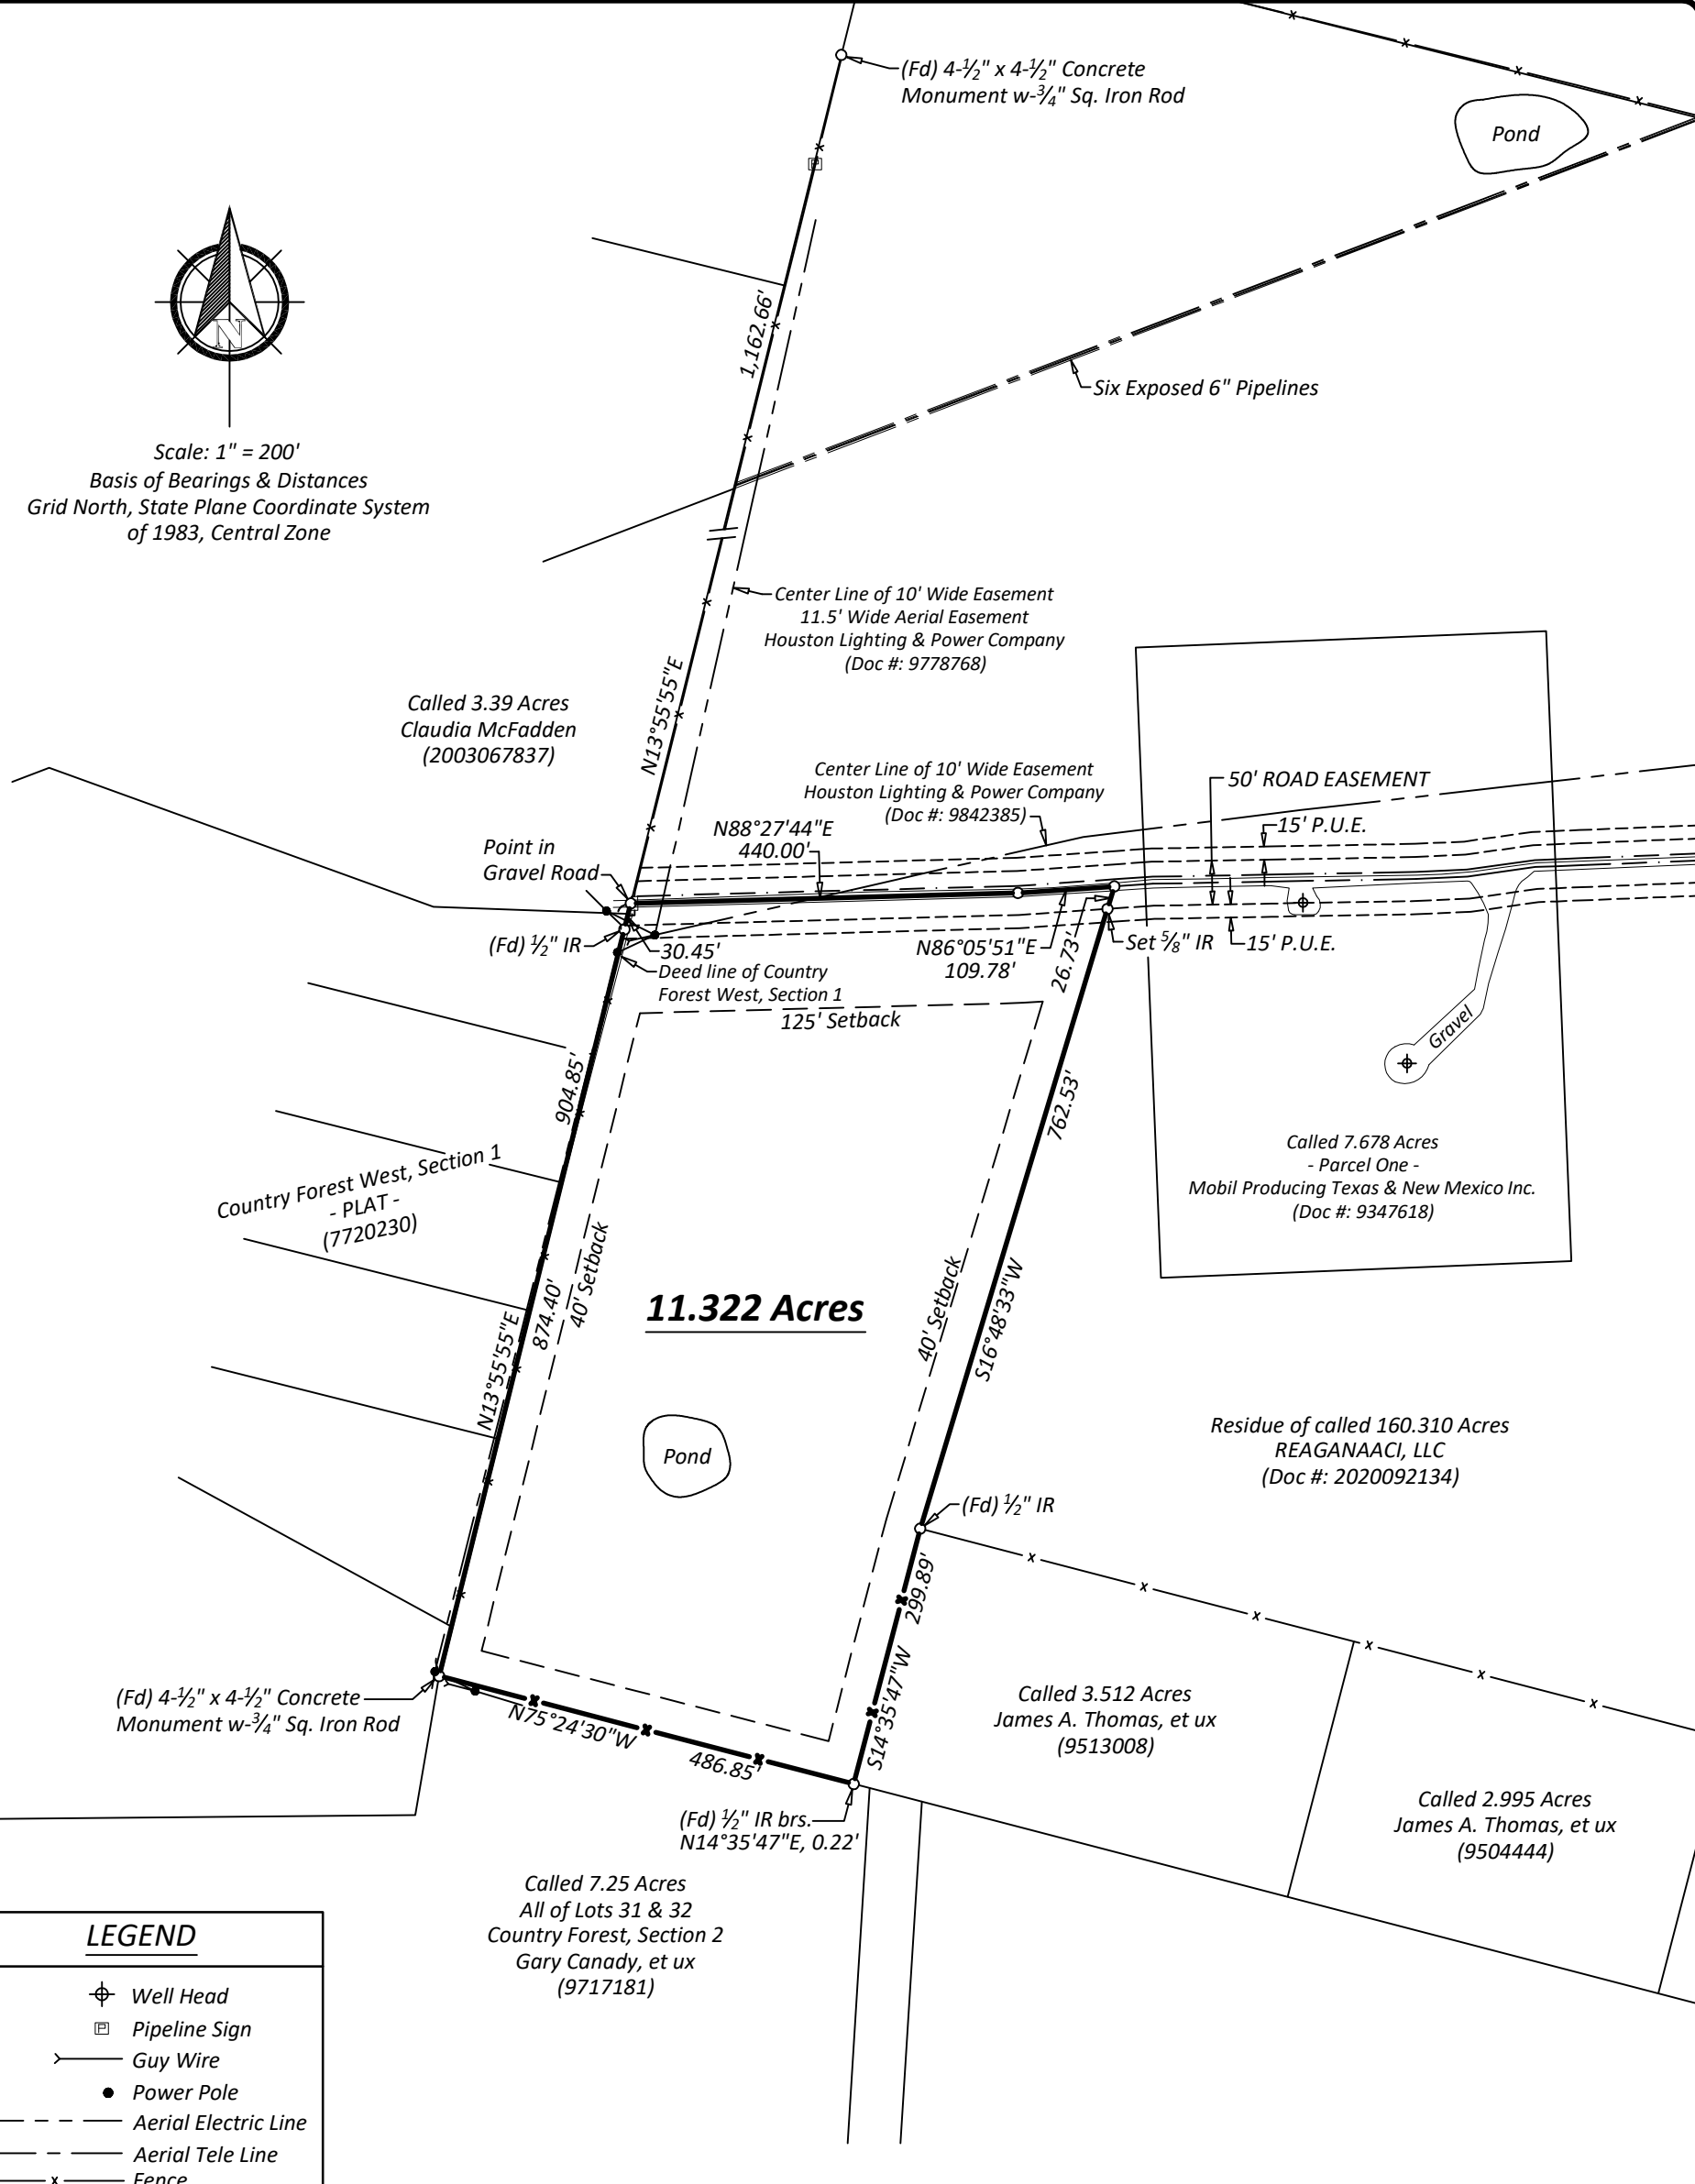 (Fd) 4-½" x 4-½" Concrete
Monument w-¾" Sq. Iron Rod
Pond
N
Scale: 1" = 200'
Basis of Bearings & Distances
Grid North, State Plane Coordinate System
of 1983, Central Zone
P
1,162.66'
Six Exposed 6" Pipelines
Center Line of 10' Wide Easement
11.5' Wide Aerial Easement
Houston Lighting & Power Company
(Doc #: 9778768)
N13°55'55"E
Called 3.39 Acres
Claudia McFadden
(2003067837)
Center Line of 10' Wide Easement
Houston Lighting & Power Company
(Doc #: 9842385)
50' ROAD EASEMENT
15' P.U.E.
N88°27'44"E
440.00'
Point in
Gravel Road
(Fd) ½" IR
30.45'
Deed line of Country
Forest West, Section 1
N86°05'51"E
109.78'
26.73'
Set ⅝" IR
15' P.U.E.
125' Setback
Gravel
904.85'
762.53'
Called 7.678 Acres
- Parcel One -
Mobil Producing Texas & New Mexico Inc.
(Doc #: 9347618)
Country Forest West, Section 1
- PLAT -
(7720230)
40' Setback
40' Setback
874.40'
N13°55'55"E
11.322 Acres
S16°48'33"W
Pond
Residue of called 160.310 Acres
REAGANAACI, LLC
(Doc #: 2020092134)
(Fd) ½" IR
299.89'
S14°35'47"W
(Fd) 4-½" x 4-½" Concrete
Monument w-¾" Sq. Iron Rod
N75°24'30"W
486.85'
Called 3.512 Acres
James A. Thomas, et ux
(9513008)
Called 2.995 Acres
James A. Thomas, et ux
(9504444)
(Fd) ½" IR brs.
N14°35'47"E, 0.22'
Called 7.25 Acres
All of Lots 31 & 32
Country Forest, Section 2
Gary Canady, et ux
(9717181)
LEGEND
Well Head
P Pipeline Sign
Guy Wire
Power Pole
Aerial Electric Line
Aerial Tele Line
x Fence